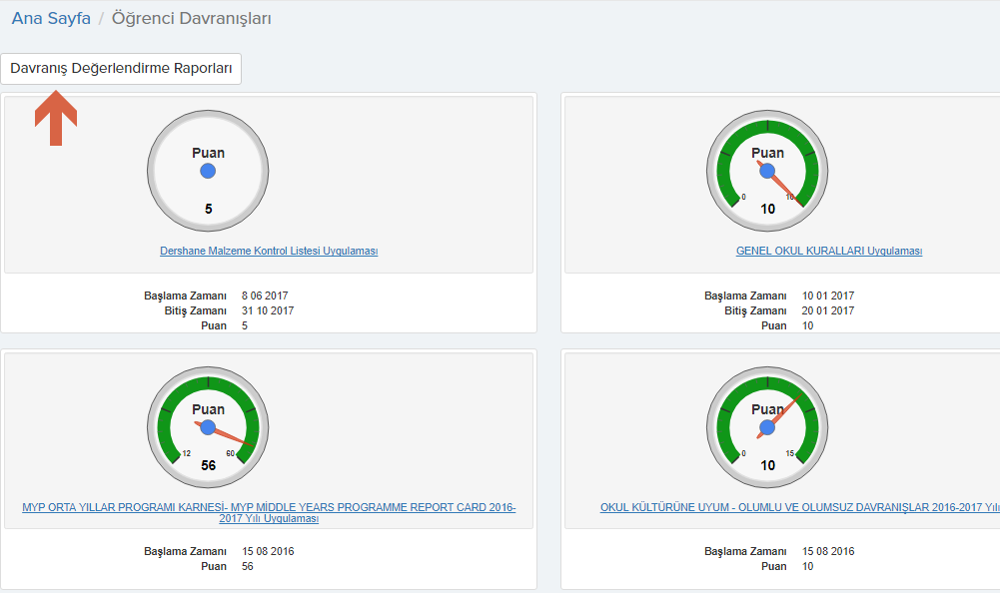 Ana Sayfa / Öğrenci Davranışları
Davranış Değerlendirme Raporları
Puan
5
Dershane Malzeme Kontrol Listesi Uygulaması
Başlama Zamanı 8 06 2017
Bitiş Zamanı 31 10 2017
Puan 5
Puan
0 10
10
GENEL OKUL KURALLARI Uygulaması
Başlama Zamanı 10 01 2017
Bitiş Zamanı 20 01 2017
Puan 10
Puan
12 60
56
MYP ORTA YILLAR PROGRAMI KARNESİ- MYP MİDDLE YEARS PROGRAMME REPORT CARD 2016-
2017 Yılı Uygulaması
Başlama Zamanı 15 08 2016
Puan 56
Puan
0 15
10
OKUL KÜLTÜRÜNE UYUM - OLUMLU VE OLUMSUZ DAVRANIŞLAR 2016-2017 Yılı
Başlama Zamanı 15 08 2016
Puan 10